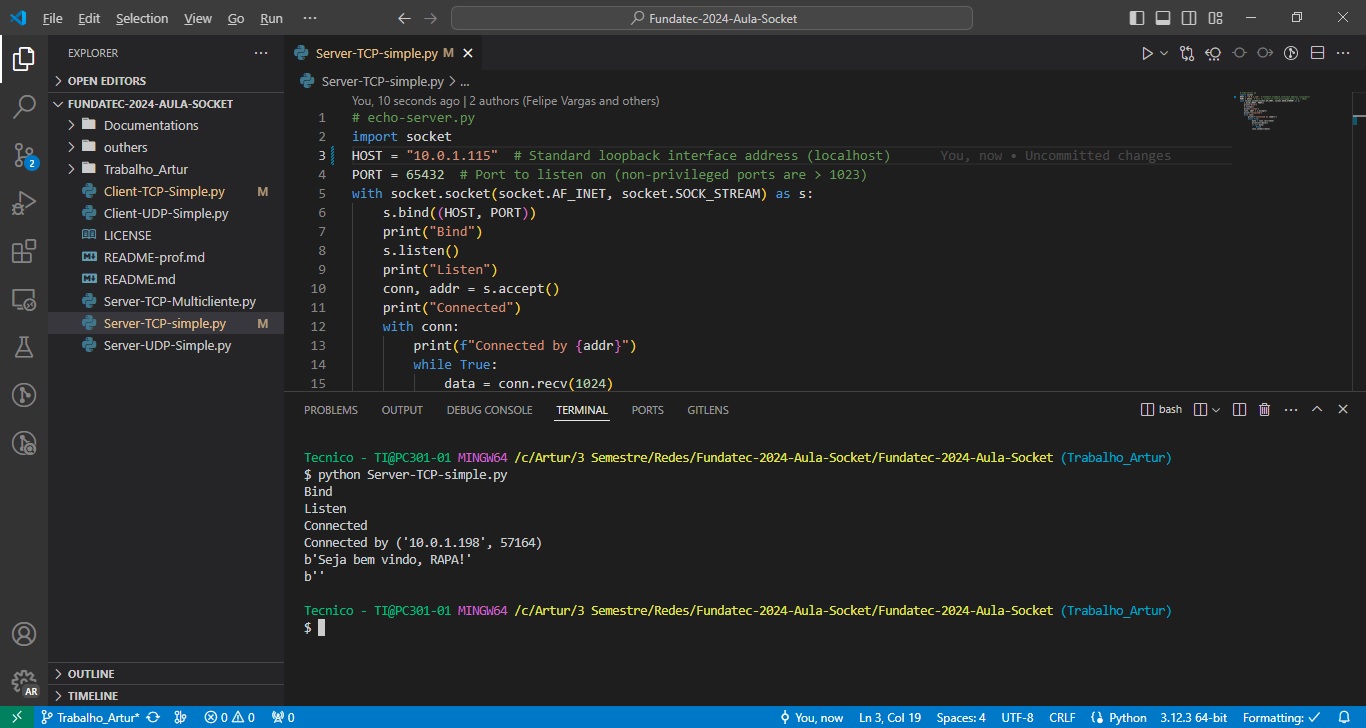 File Edit Selection View Go Run ··· Fundatec-2024-Aula-Socket
EXPLORER ···
OPEN EDITORS
FUNDATEC-2024-AULA-SOCKET
Documentations
outhers
Trabalho_Artur
Client-TCP-Simple.py M
Client-UDP-Simple.py
LICENSE
README-prof.md
README.md
Server-TCP-Multicliente.py
Server-TCP-simple.py M
Server-UDP-Simple.py
OUTLINE
TIMELINE
2
AR
Server-TCP-simple.py M
Server-TCP-simple.py > ...
You, 10 seconds ago | 2 authors (Felipe Vargas and others)
1 # echo-server.py
2 import socket
3 HOST = "10.0.1.115"  # Standard loopback interface address (localhost) You, now • Uncommitted changes
4 PORT = 65432  # Port to listen on (non-privileged ports are > 1023)
5 with socket.socket(socket.AF_INET, socket.SOCK_STREAM) as s:
6     s.bind((HOST, PORT))
7     print("Bind")
8     s.listen()
9     print("Listen")
10     conn, addr = s.accept()
11     print("Connected")
12     with conn:
13         print(f"Connected by {addr}")
14         while True:
15             data = conn.recv(1024)
PROBLEMS OUTPUT DEBUG CONSOLE TERMINAL PORTS GITLENS bash
Tecnico - TI@PC301-01 MINGW64 /c/Artur/3 Semestre/Redes/Fundatec-2024-Aula-Socket/Fundatec-2024-Aula-Socket (Trabalho_Artur)
$ python Server-TCP-simple.py
Bind
Listen
Connected
Connected by ('10.0.1.198', 57164)
b'Seja bem vindo, RAPA!'
b''
Tecnico - TI@PC301-01 MINGW64 /c/Artur/3 Semestre/Redes/Fundatec-2024-Aula-Socket/Fundatec-2024-Aula-Socket (Trabalho_Artur)
$
Trabalho_Artur* 0 0 0 You, now Ln 3, Col 19 Spaces: 4 UTF-8 CRLF Python 3.12.3 64-bit Formatting: ✓